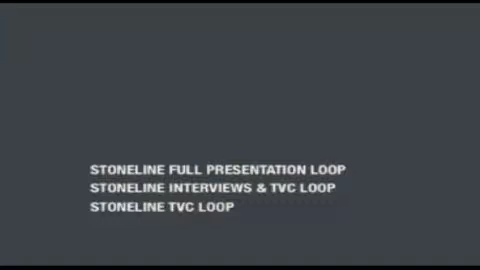 STONELINE FULL PRESENTATION LOOP
STONELINE INTERVIEWS & TVC LOOP
STONELINE TVC LOOP